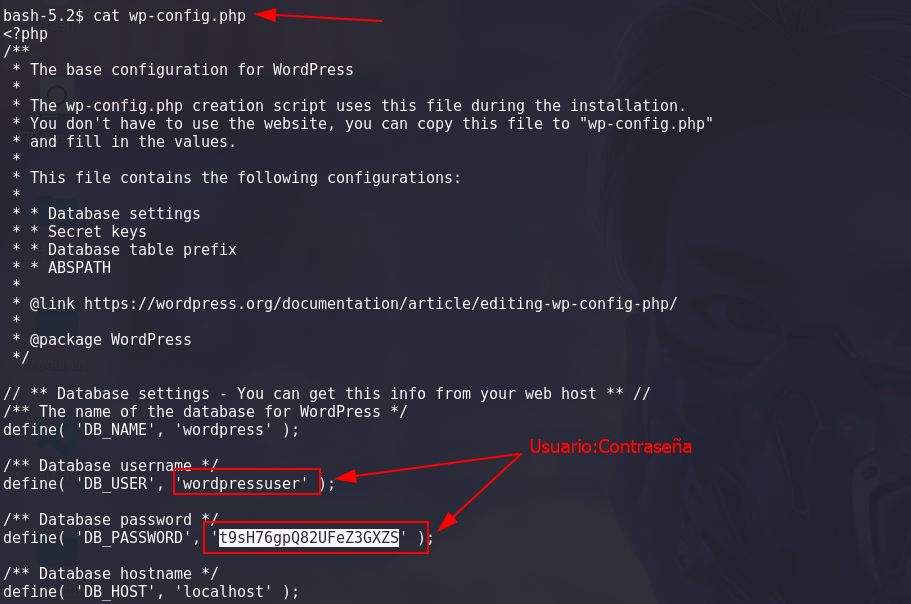 bash-5.2$ cat wp-config.php
<?php
/**
 * The base configuration for WordPress
 *
 * The wp-config.php creation script uses this file during the installation.
 * You don't have to use the website, you can copy this file to "wp-config.php"
 * and fill in the values.
 *
 * This file contains the following configurations:
 *
 * * Database settings
 * * Secret keys
 * * Database table prefix
 * * ABSPATH
 *
 * @link https://wordpress.org/documentation/article/editing-wp-config-php/
 *
 * @package WordPress
 */

// ** Database settings - You can get this info from your web host ** //
/** The name of the database for WordPress */
define( 'DB_NAME', 'wordpress' );

Usuario:Contraseña
/** Database username */
define( 'DB_USER', 'wordpressuser' );

/** Database password */
define( 'DB_PASSWORD', 't9sH76gpQ82UFeZ3GXZS' );

/** Database hostname */
define( 'DB_HOST', 'localhost' );